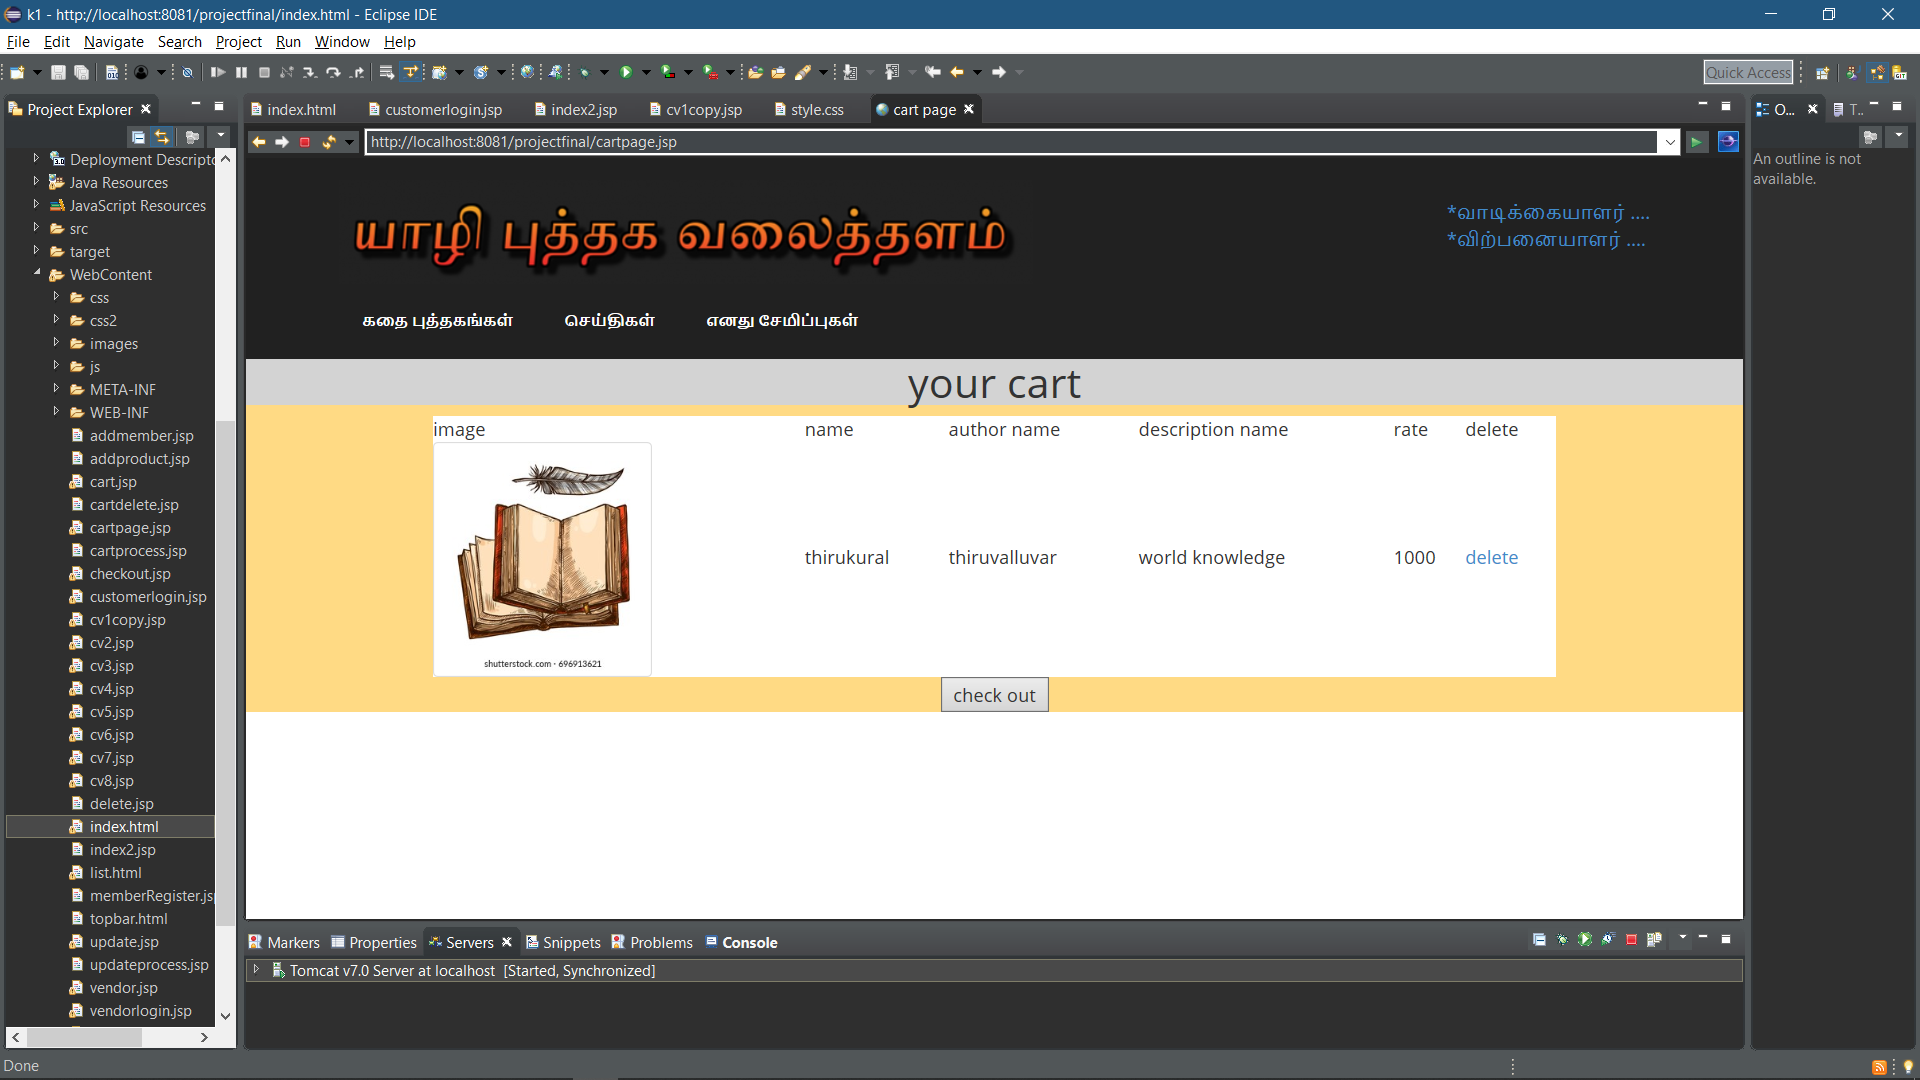 k1 - http://localhost:8081/projectfinal/index.html - Eclipse IDE
File Edit Navigate Search Project Run Window Help
Quick Access
Project Explorer
index.html customerlogin.jsp index2.jsp cv1copy.jsp style.css cart page
O... T..
http://localhost:8081/projectfinal/cartpage.jsp
An outline is not
available.
Deployment Descripto
Java Resources
JavaScript Resources
src
target
WebContent
css
css2
images
js
META-INF
WEB-INF
addmember.jsp
addproduct.jsp
cart.jsp
cartdelete.jsp
cartpage.jsp
cartprocess.jsp
checkout.jsp
customerlogin.jsp
cv1copy.jsp
cv2.jsp
cv3.jsp
cv4.jsp
cv5.jsp
cv6.jsp
cv7.jsp
cv8.jsp
delete.jsp
index.html
index2.jsp
list.html
memberRegister.jsp
topbar.html
update.jsp
updateprocess.jsp
vendor.jsp
vendorlogin.jsp
யாழி புத்தக வலைத்தளம்
*வாடிக்கையாளர் ....
*விற்பனையாளர் ....
கதை புத்தகங்கள் செய்திகள் எனது சேமிப்புகள்
your cart
image name author name description name rate delete
thirukural thiruvalluvar world knowledge 1000 delete
shutterstock.com · 696913621
check out
Markers Properties Servers Snippets Problems Console
Tomcat v7.0 Server at localhost [Started, Synchronized]
Done